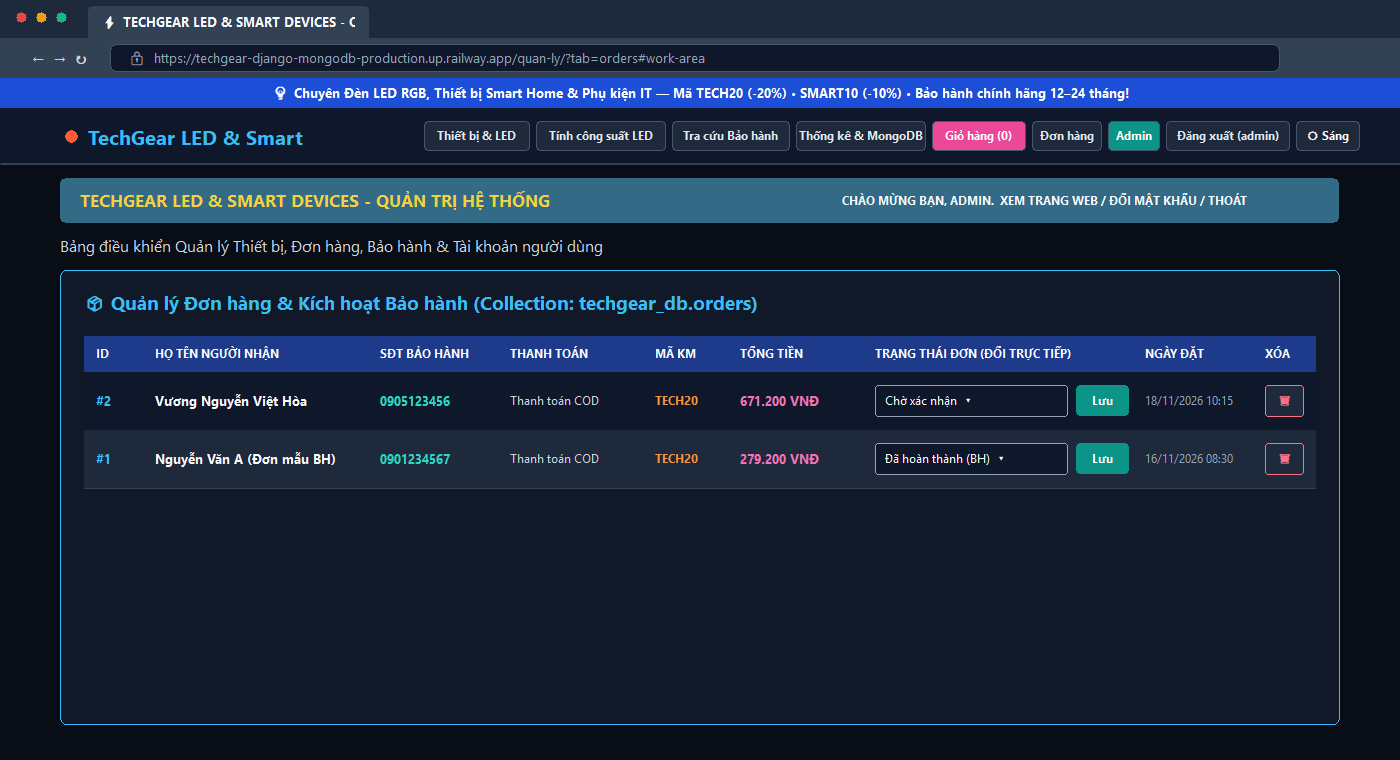 TECHGEAR LED & SMART DEVICES - C
https://techgear-django-mongodb-production.up.railway.app/quan-ly/?tab=orders#work-area
Chuyên Đèn LED RGB, Thiết bị Smart Home & Phụ kiện IT — Mã TECH20 (-20%) • SMART10 (-10%) • Bảo hành chính hãng 12–24 tháng!
TechGear LED & Smart Thiết bị & LED Tính công suất LED Tra cứu Bảo hành Thống kê & MongoDB Giỏ hàng (0) Đơn hàng Admin Đăng xuất (admin) Sáng
TECHGEAR LED & SMART DEVICES - QUẢN TRỊ HỆ THỐNG CHÀO MỪNG BẠN, ADMIN. XEM TRANG WEB / ĐỔI MẬT KHẨU / THOÁT
Bảng điều khiển Quản lý Thiết bị, Đơn hàng, Bảo hành & Tài khoản người dùng
Quản lý Đơn hàng & Kích hoạt Bảo hành (Collection: techgear_db.orders)
ID HỌ TÊN NGƯỜI NHẬN SĐT BẢO HÀNH THANH TOÁN MÃ KM TỔNG TIỀN TRẠNG THÁI ĐƠN (ĐỔI TRỰC TIẾP) NGÀY ĐẶT XÓA
#2 Vương Nguyễn Việt Hòa 0905123456 Thanh toán COD TECH20 671.200 VNĐ Chờ xác nhận Lưu 18/11/2026 10:15
#1 Nguyễn Văn A (Đơn mẫu BH) 0901234567 Thanh toán COD TECH20 279.200 VNĐ Đã hoàn thành (BH) Lưu 16/11/2026 08:30